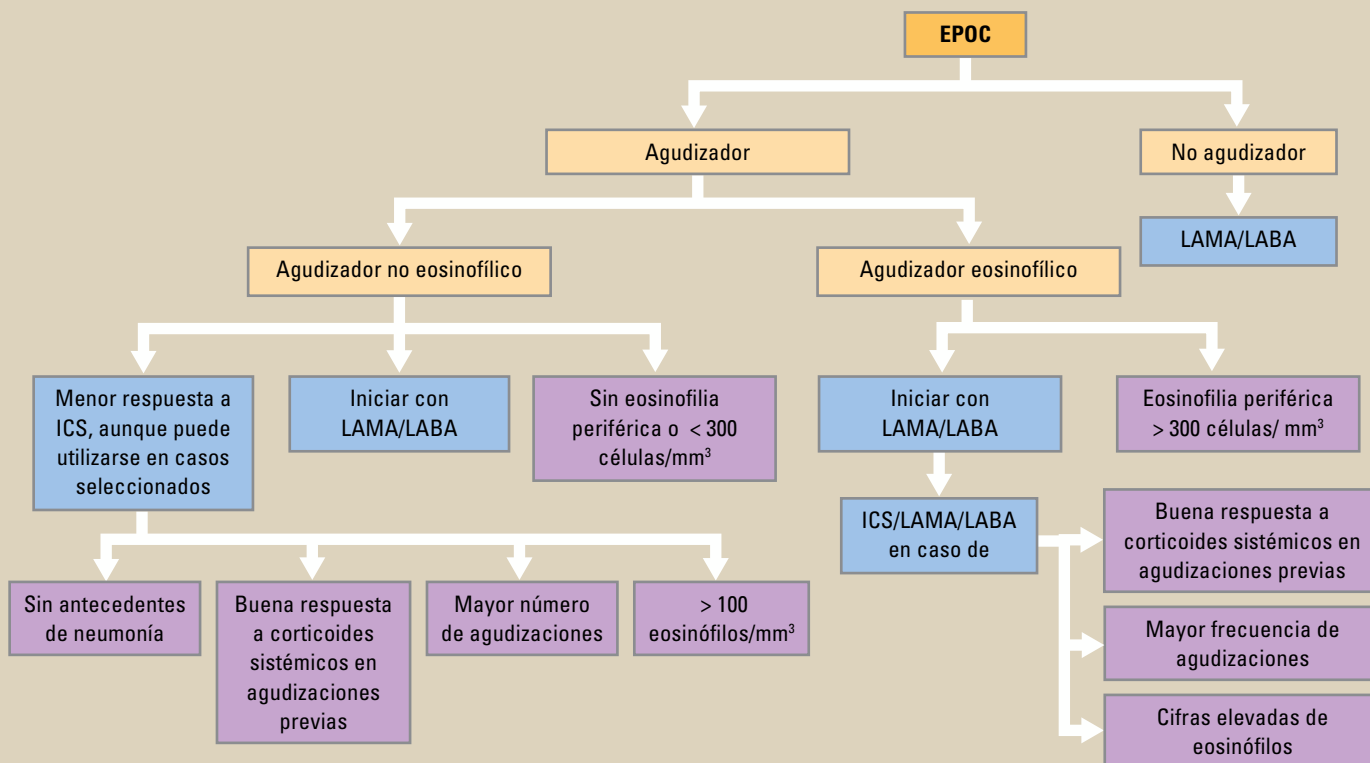 EPOC
Agudizador
No agudizador
LAMA/LABA
Agudizador no eosinofílico
Agudizador eosinofílico
Menor respuesta a
ICS, aunque puede
utilizarse en casos
seleccionados
Iniciar con
LAMA/LABA
Sin eosinofilia
periférica o < 300
células/mm³
Iniciar con
LAMA/LABA
Eosinofilia periférica
> 300 células/ mm³
ICS/LAMA/LABA
en caso de
Sin antecedentes
de neumonía
Buena respuesta
a corticoides
sistémicos en
agudizaciones
previas
Mayor número
de agudizaciones
> 100
eosinófilos/mm³
Buena respuesta a
corticoides sistémicos en
agudizaciones previas
Mayor frecuencia de
agudizaciones
Cifras elevadas de
eosinófilos